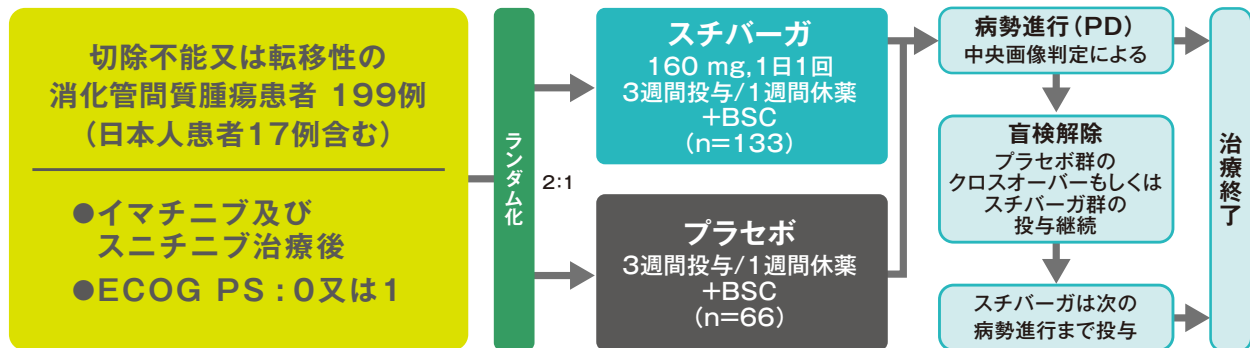 切除不能又は転移性の
消化管間質腫瘍患者 199例
（日本人患者17例含む）
●イマチニブ及び
スニチニブ治療後
●ECOG PS：0又は1
ランダム化
2:1
スチバーガ
160 mg,1日1回
3週間投与/1週間休薬
＋BSC
(n=133)
プラセボ
3週間投与/1週間休薬
＋BSC
(n=66)
病勢進行(PD)
中央画像判定による
盲検解除
プラセボ群の
クロスオーバーもしくは
スチバーガ群の
投与継続
スチバーガは次の
病勢進行まで投与
治療終了